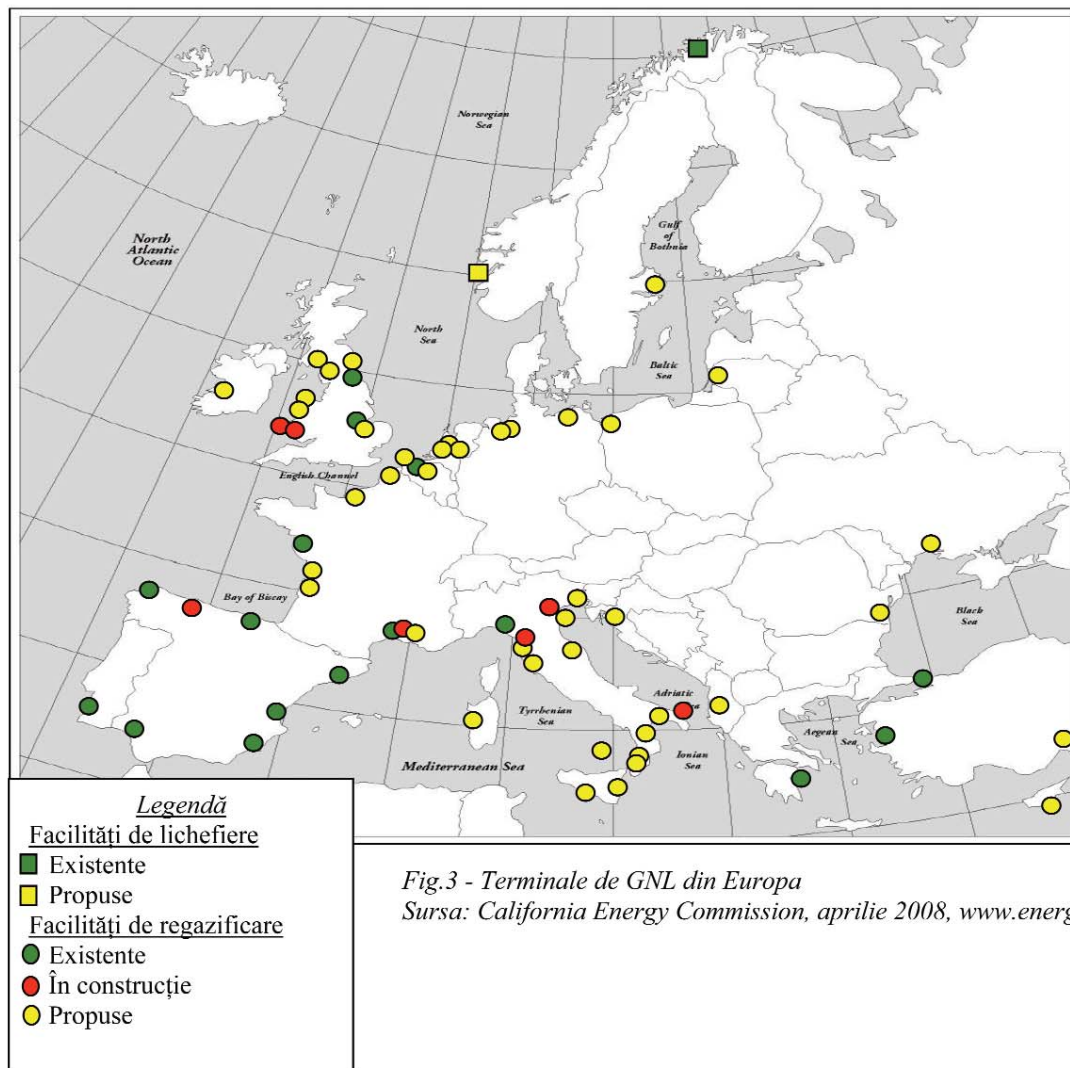 Norwegian
Sea
North
Atlantic
Ocean
Gulf
of
Bothnia
North
Sea
Baltic
Sea
English Channel
Bay of Biscay
Black
Sea
Adriatic
Tyrrhenian
Sea
Aegean
Sea
Ionian
Sea
Mediterranean Sea
Legendă
Facilități de lichefiere
Existente
Propuse
Facilități de regazificare
Existente
În construcție
Propuse
Fig.3 - Terminale de GNL din Europa
Sursa: California Energy Commission, aprilie 2008, www.energ